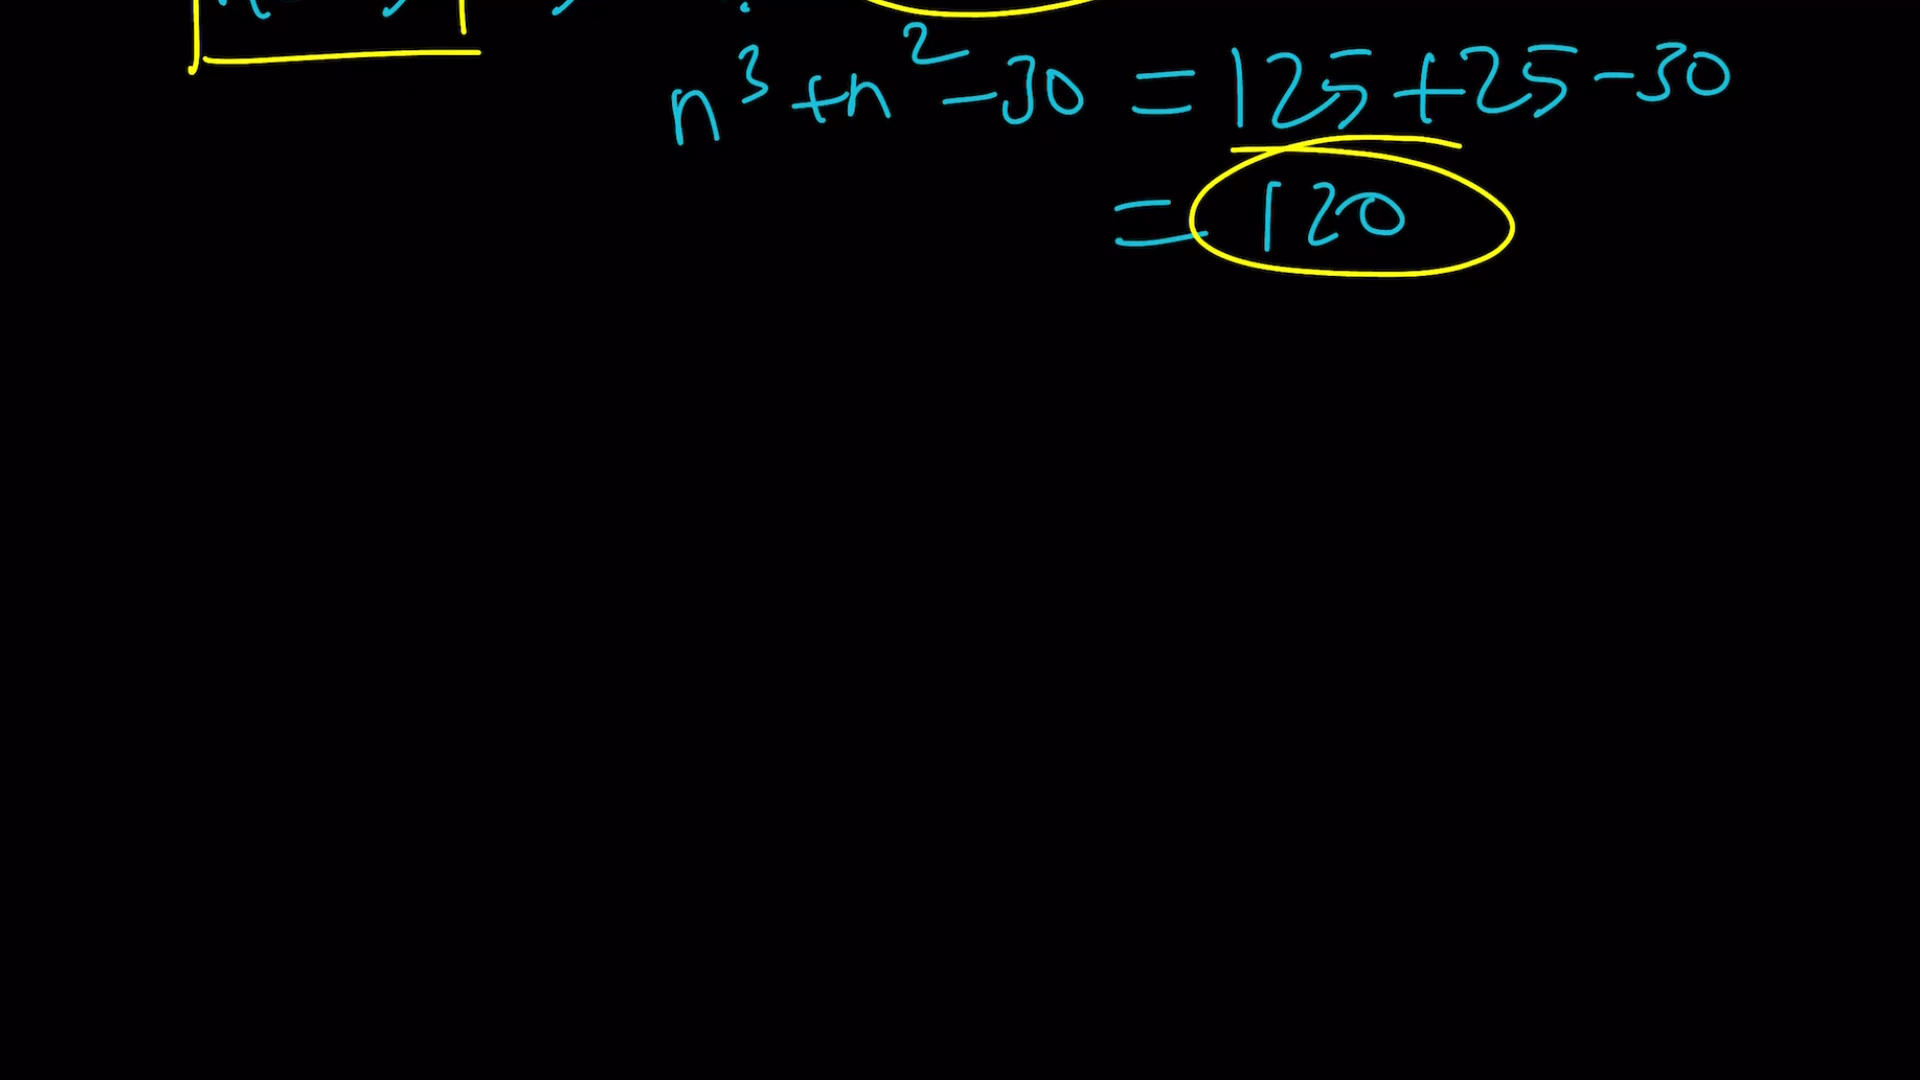 n³+n²-30 = 125+25-30
= 120